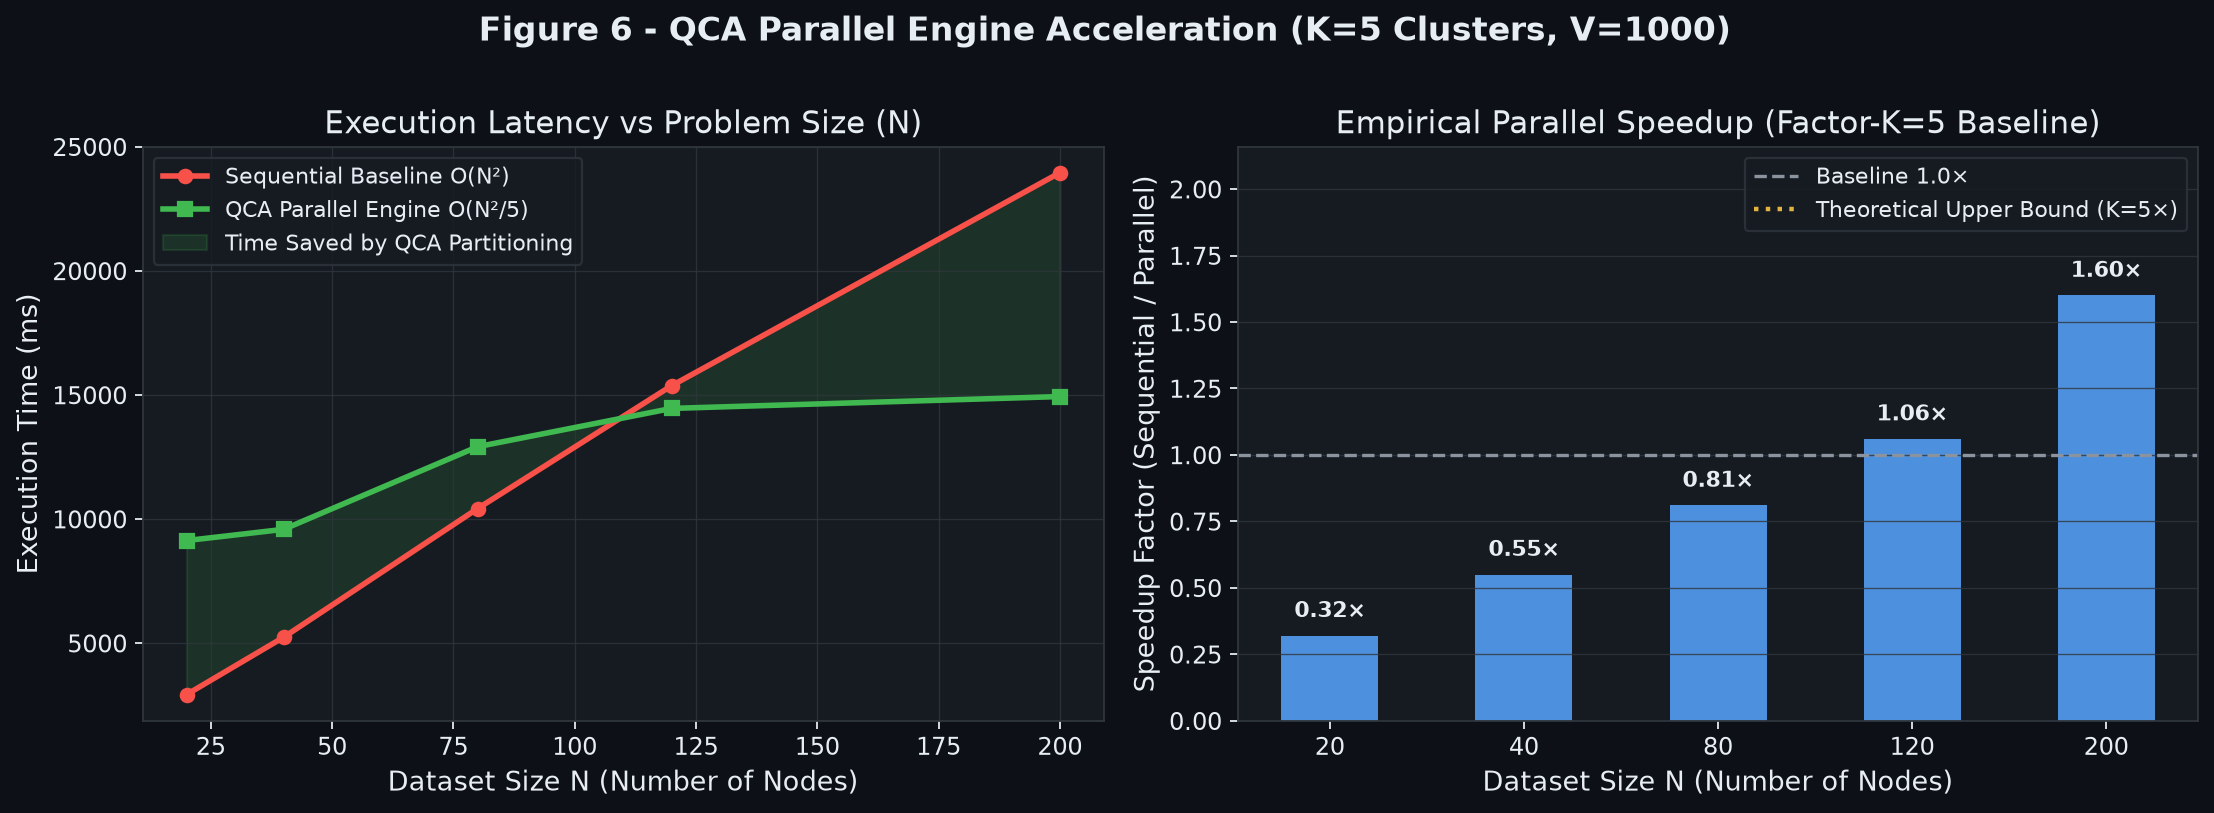 Figure 6 - QCA Parallel Engine Acceleration (K=5 Clusters, V=1000)
Execution Latency vs Problem Size (N)
Sequential Baseline O(N²)
QCA Parallel Engine O(N²/5)
Time Saved by QCA Partitioning
Execution Time (ms)
25000
20000
15000
10000
5000
25 50 75 100 125 150 175 200
Dataset Size N (Number of Nodes)
Empirical Parallel Speedup (Factor-K=5 Baseline)
Baseline 1.0×
Theoretical Upper Bound (K=5×)
Speedup Factor (Sequential / Parallel)
2.00
1.75
1.50
1.25
1.00
0.75
0.50
0.25
0.00
0.32×
0.55×
0.81×
1.06×
1.60×
20 40 80 120 200
Dataset Size N (Number of Nodes)